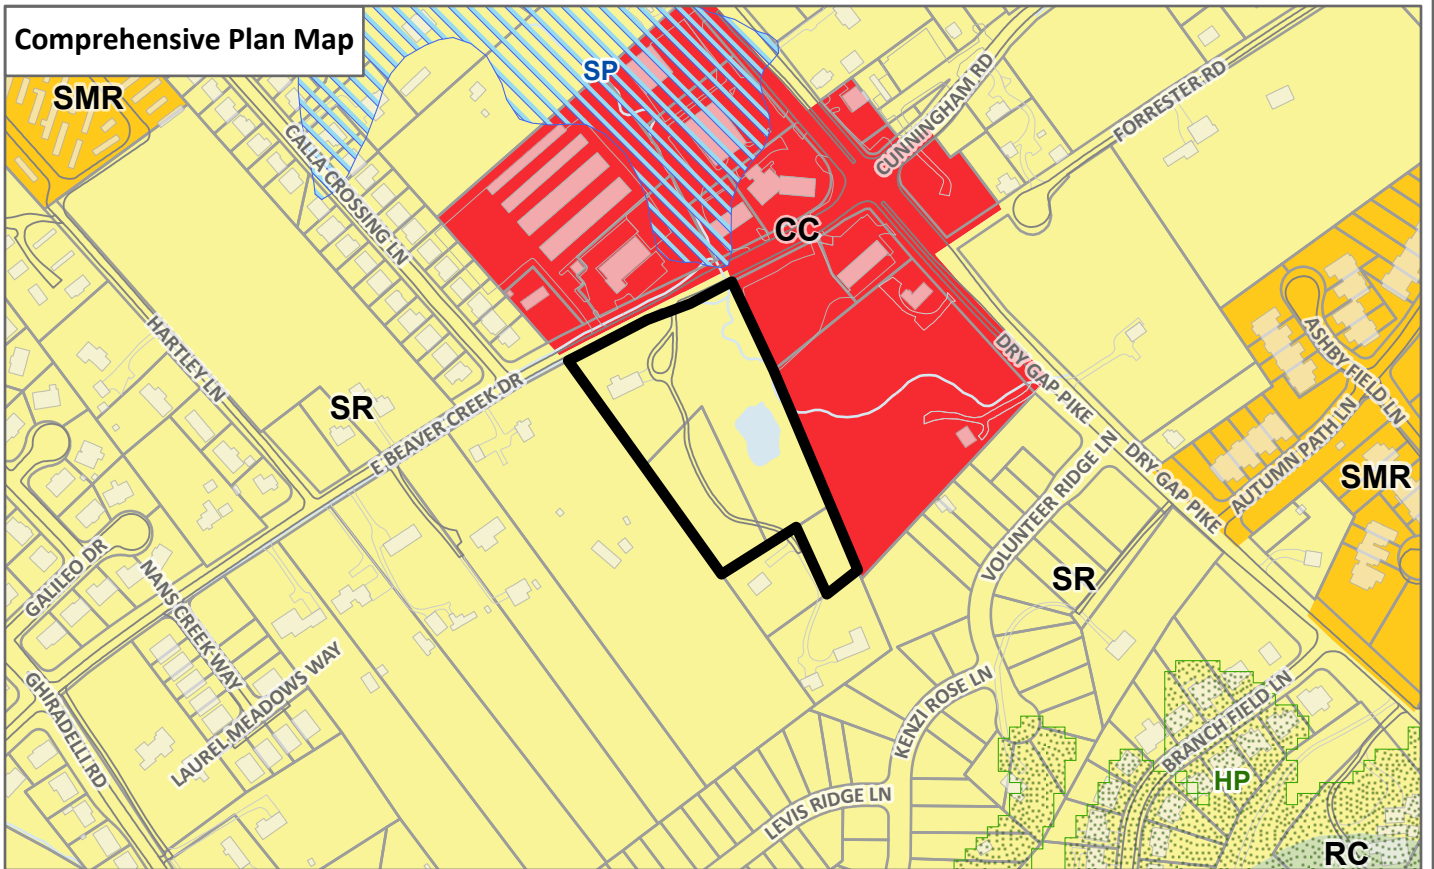 Comprehensive Plan Map
SP
SMR
CUNNINGHAM RD
FORRESTER RD
CALLA CROSSING LN
CC
HARTLEY LN
ASHBY FIELD LN
DRY GAP PIKE
E BEAVER CREEK DR
SR
AUTUMN PATH LN
VOLUNTEER RIDGE LN
DRY GAP PIKE
SMR
GALILEO DR
NANS CREEK WAY
SR
LAUREL MEADOWS WAY
GHIRADELLI RD
KENZI ROSE LN
BRANCH FIELD LN
HP
LEVIS RIDGE LN
RC